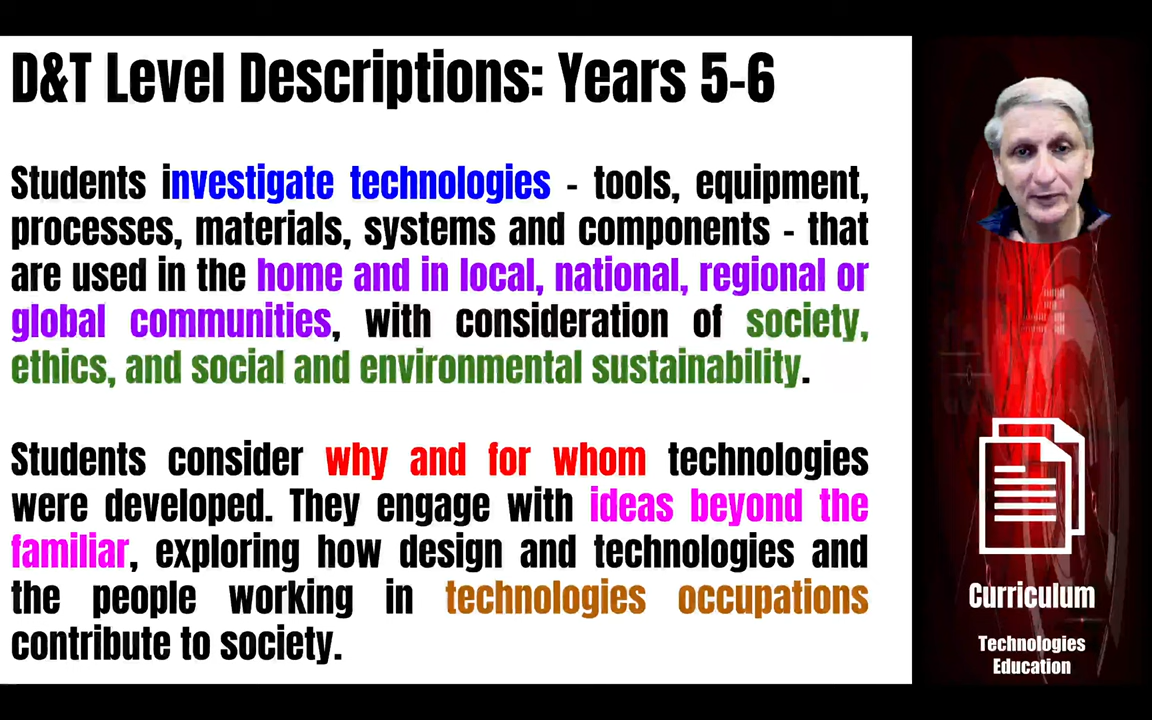 D&T Level Descriptions: Years 5-6
Students investigate technologies - tools, equipment,
processes, materials, systems and components - that
are used in the home and in local, national, regional or
global communities, with consideration of society,
ethics, and social and environmental sustainability.
Students consider why and for whom technologies
were developed. They engage with ideas beyond the
familiar, exploring how design and technologies and
the people working in technologies occupations
contribute to society.
Curriculum
Technologies
Education